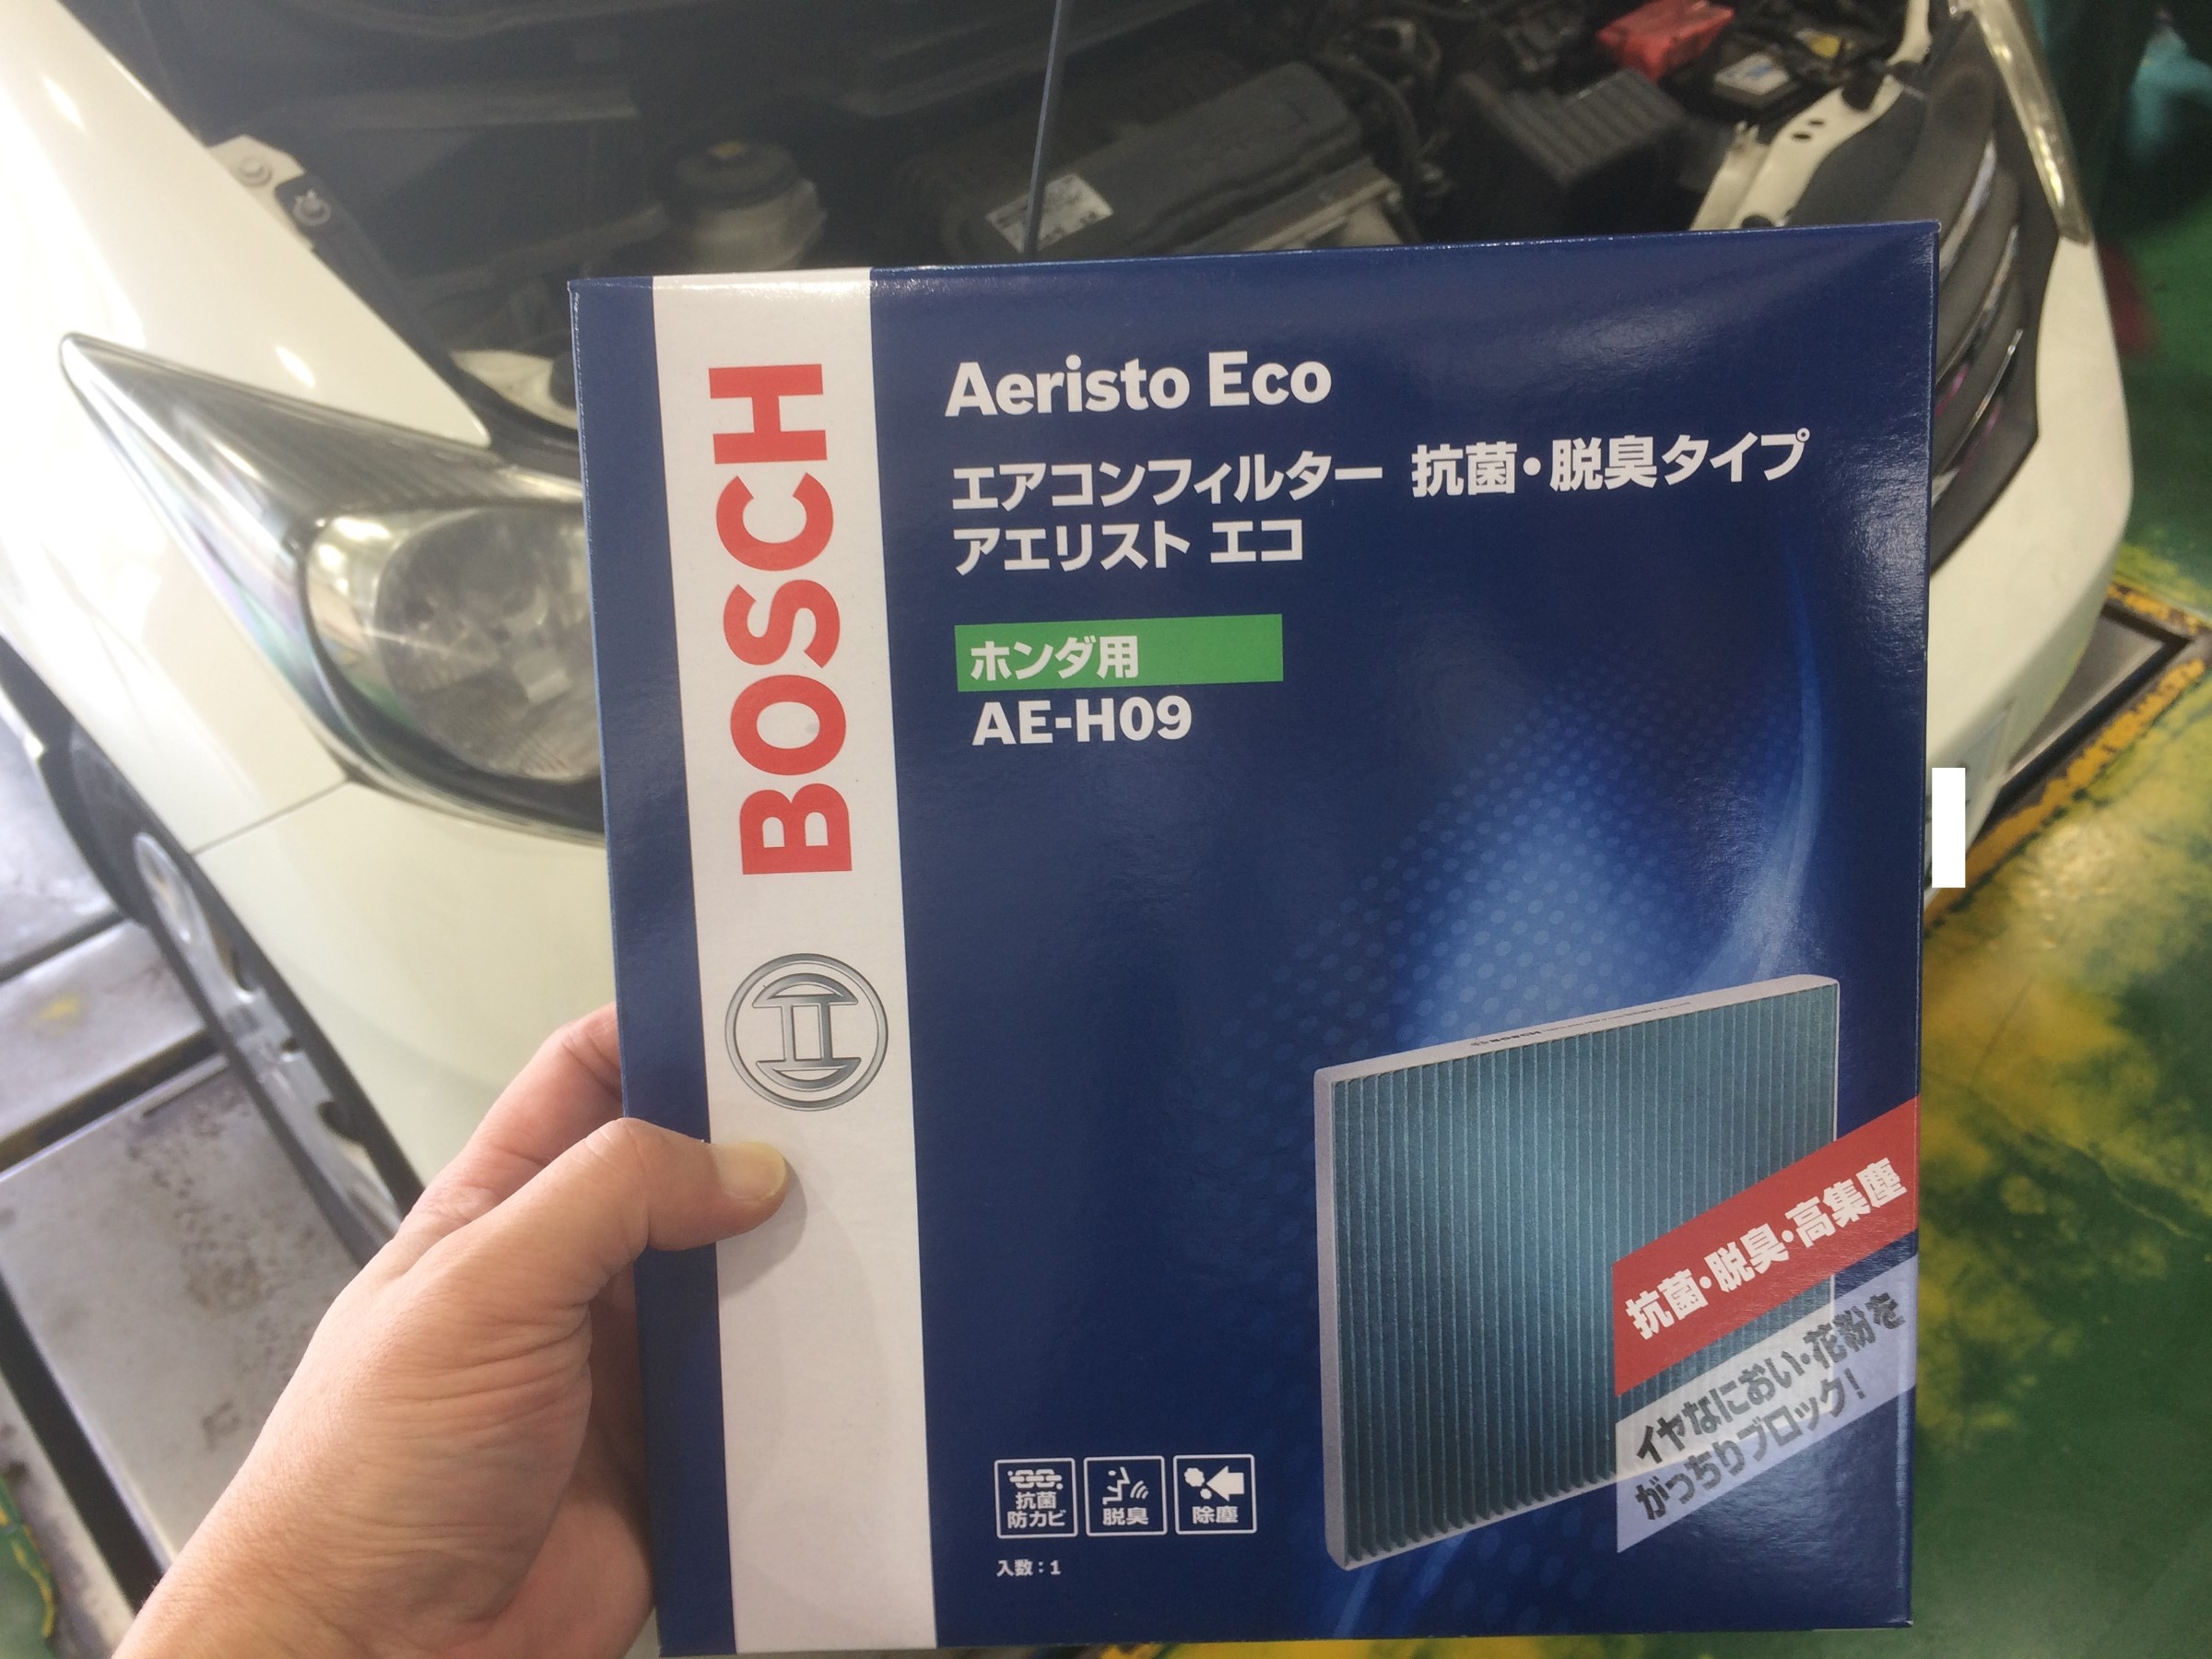 BOSCH
Aeristo Eco
エアコンフィルター 抗菌・脱臭タイプ
アエリスト エコ
ホンダ用
AE-H09
抗菌・脱臭・高集塵
イヤなにおい・花粉を
がっちりブロック!
抗菌
防カビ
脱臭
除塵
入数:1